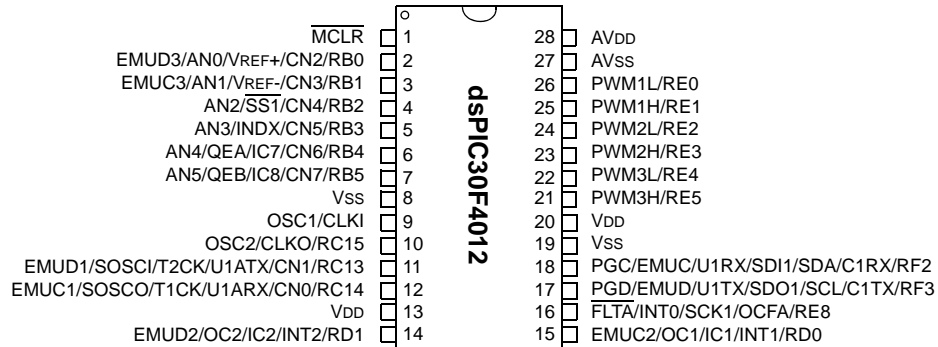 MCLR 1 28 AVDD
EMUD3/AN0/VREF+/CN2/RB0 2 27 AVSS
EMUC3/AN1/VREF-/CN3/RB1 3 26 PWM1L/RE0
AN2/SS1/CN4/RB2 4 25 PWM1H/RE1
AN3/INDX/CN5/RB3 5 24 PWM2L/RE2
AN4/QEA/IC7/CN6/RB4 6 23 PWM2H/RE3
AN5/QEB/IC8/CN7/RB5 7 22 PWM3L/RE4
VSS 8 21 PWM3H/RE5
OSC1/CLKI 9 20 VDD
OSC2/CLKO/RC15 10 19 VSS
EMUD1/SOSCI/T2CK/U1ATX/CN1/RC13 11 18 PGC/EMUC/U1RX/SDI1/SDA/C1RX/RF2
EMUC1/SOSCO/T1CK/U1ARX/CN0/RC14 12 17 PGD/EMUD/U1TX/SDO1/SCL/C1TX/RF3
VDD 13 16 FLTA/INT0/SCK1/OCFA/RE8
EMUD2/OC2/IC2/INT2/RD1 14 15 EMUC2/OC1/IC1/INT1/RD0
dsPIC30F4012